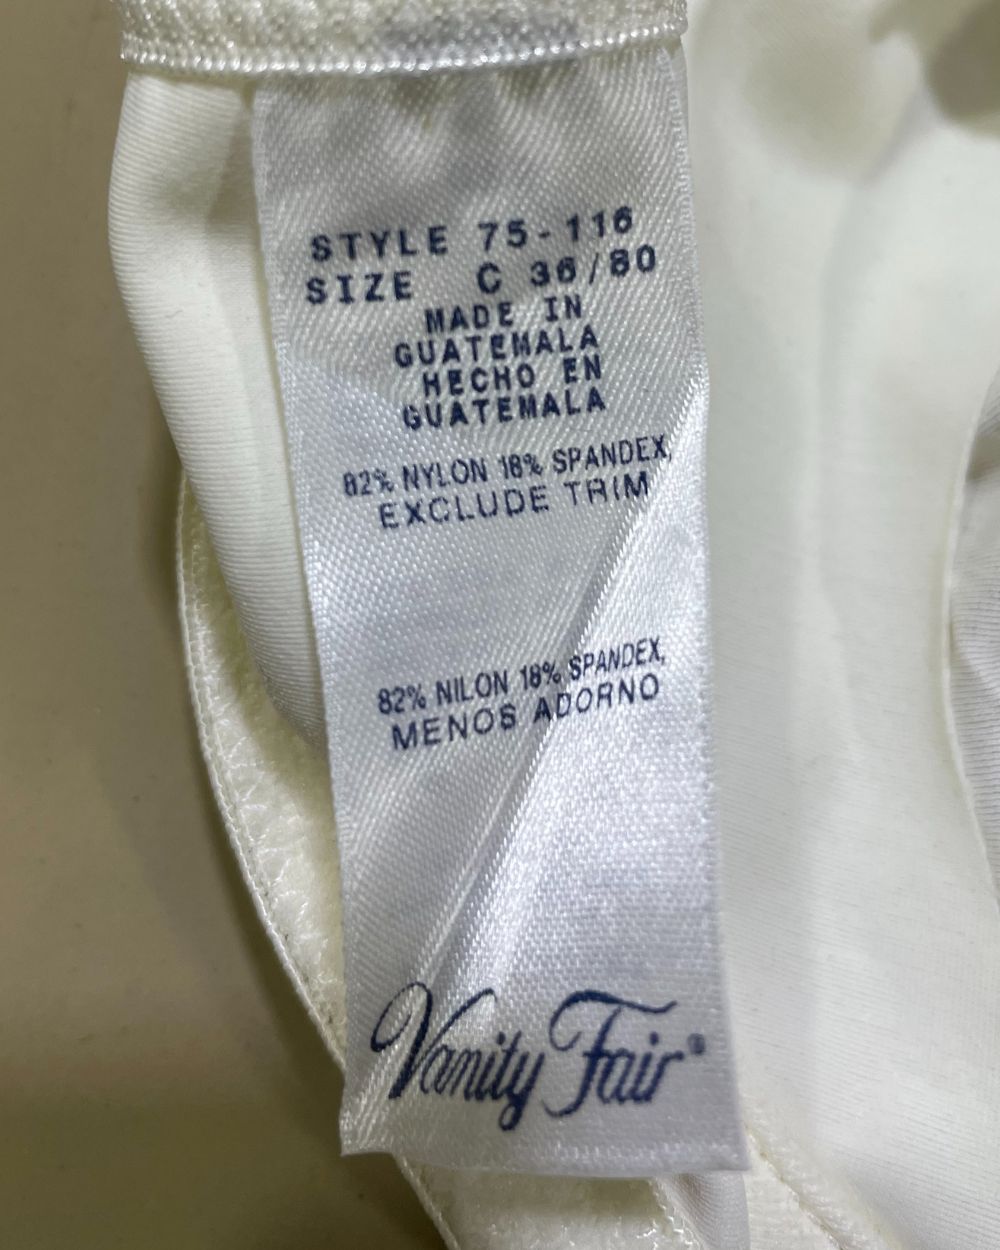 STYLE 75-116
SIZE C 36/80
MADE IN
GUATEMALA
HECHO EN
GUATEMALA
82% NYLON 18% SPANDEX,
EXCLUDE TRIM
82% NILON 18% SPANDEX,
MENOS ADORNO
Vanity Fair®